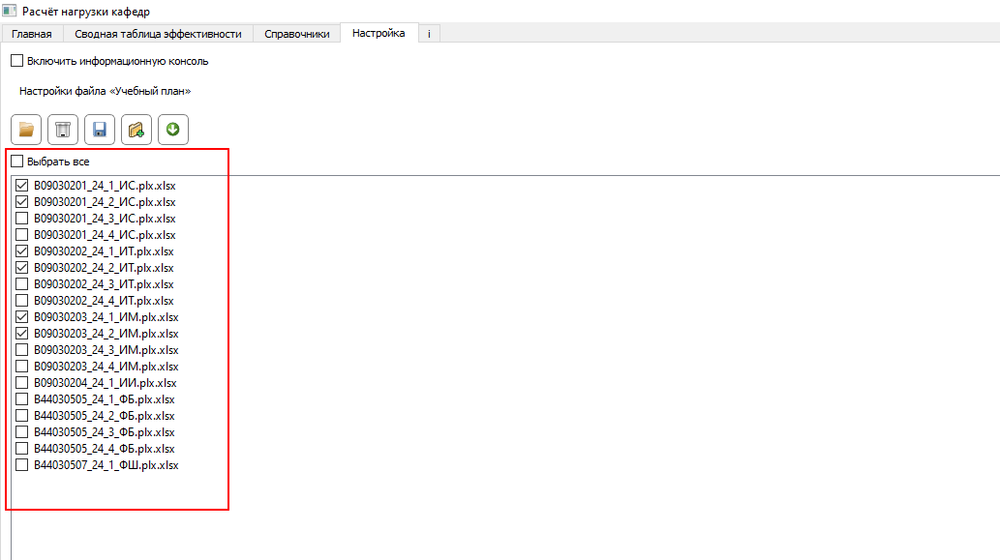 Расчёт нагрузки кафедр
Главная Сводная таблица эффективности Справочники Настройка i
Включить информационную консоль
Настройки файла «Учебный план»
Выбрать все
B09030201_24_1_ИС.plx.xlsx
B09030201_24_2_ИС.plx.xlsx
B09030201_24_3_ИС.plx.xlsx
B09030201_24_4_ИС.plx.xlsx
B09030202_24_1_ИТ.plx.xlsx
B09030202_24_2_ИТ.plx.xlsx
B09030202_24_3_ИТ.plx.xlsx
B09030202_24_4_ИТ.plx.xlsx
B09030203_24_1_ИМ.plx.xlsx
B09030203_24_2_ИМ.plx.xlsx
B09030203_24_3_ИМ.plx.xlsx
B09030203_24_4_ИМ.plx.xlsx
B09030204_24_1_ИИ.plx.xlsx
B44030505_24_1_ФБ.plx.xlsx
B44030505_24_2_ФБ.plx.xlsx
B44030505_24_3_ФБ.plx.xlsx
B44030505_24_4_ФБ.plx.xlsx
B44030507_24_1_ФШ.plx.xlsx